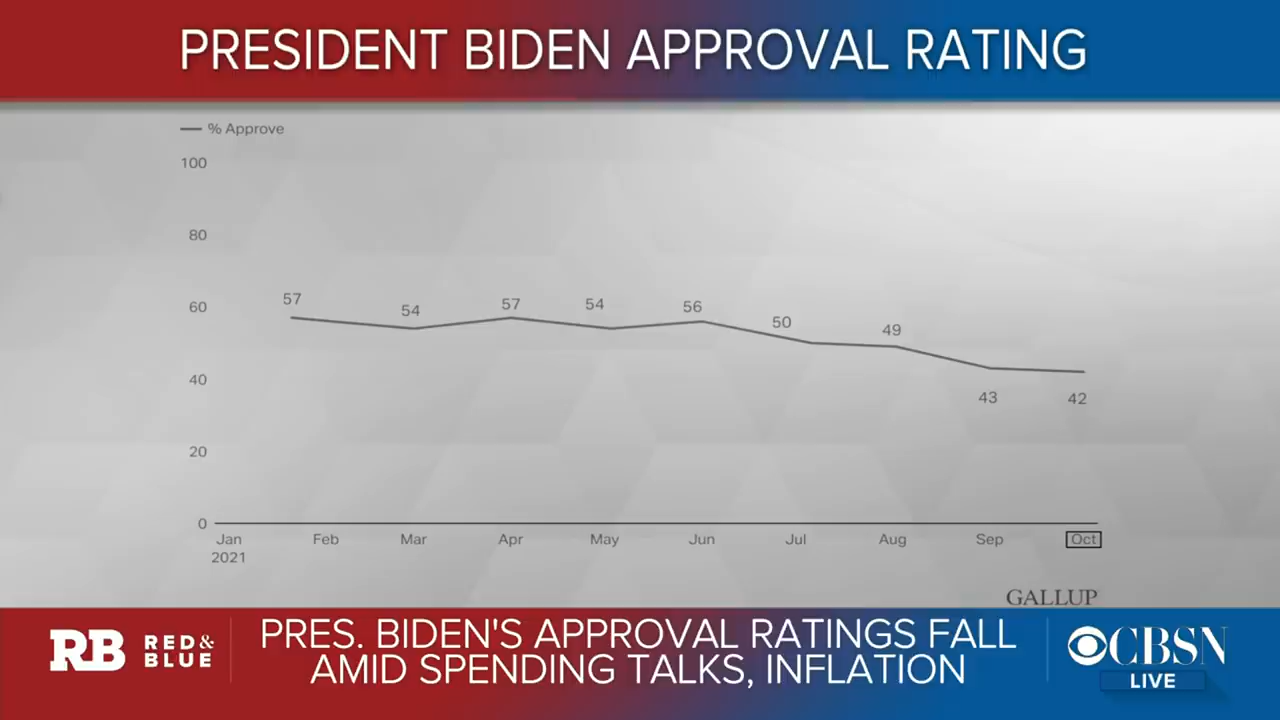 PRESIDENT BIDEN APPROVAL RATING
% Approve
100
80
60
40
20
0
57
54
57
54
56
50
49
43
42
Jan Feb Mar Apr May Jun Jul Aug Sep Oct
2021
GALLUP
RB RED& BLUE
PRES. BIDEN'S APPROVAL RATINGS FALL
AMID SPENDING TALKS, INFLATION
CBSN
LIVE